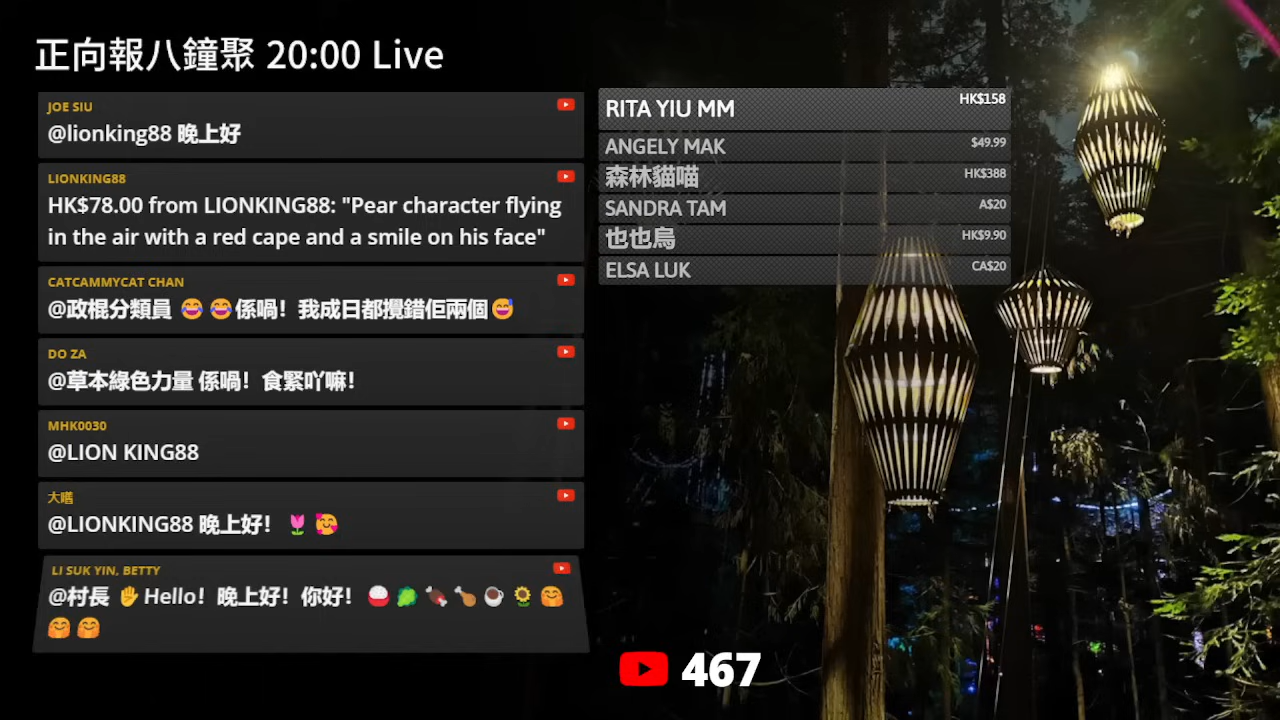 正向報八鐘聚 20:00 Live
JOE SIU
@lionking88 晚上好
LIONKING88
HK$78.00 from LIONKING88: "Pear character flying
in the air with a red cape and a smile on his face"
CATCAMMYCAT CHAN
@政棍分類員 😂 😂係喎！我成日都攪錯佢兩個😅
DO ZA
@草本綠色力量 係喎！食緊吖嘛！
MHK0030
@LION KING88
大嚿
@LIONKING88 晚上好！ 🌷🥰
LI SUK YIN, BETTY
@村長 ✋Hello！晚上好！你好！ 🍚🥦🍖🍗☕🌻🤗
🤗🤗
RITA YIU MM HK$158
ANGELY MAK $49.99
森林貓喵 HK$388
SANDRA TAM A$20
也也烏 HK$9.90
ELSA LUK CA$20
467